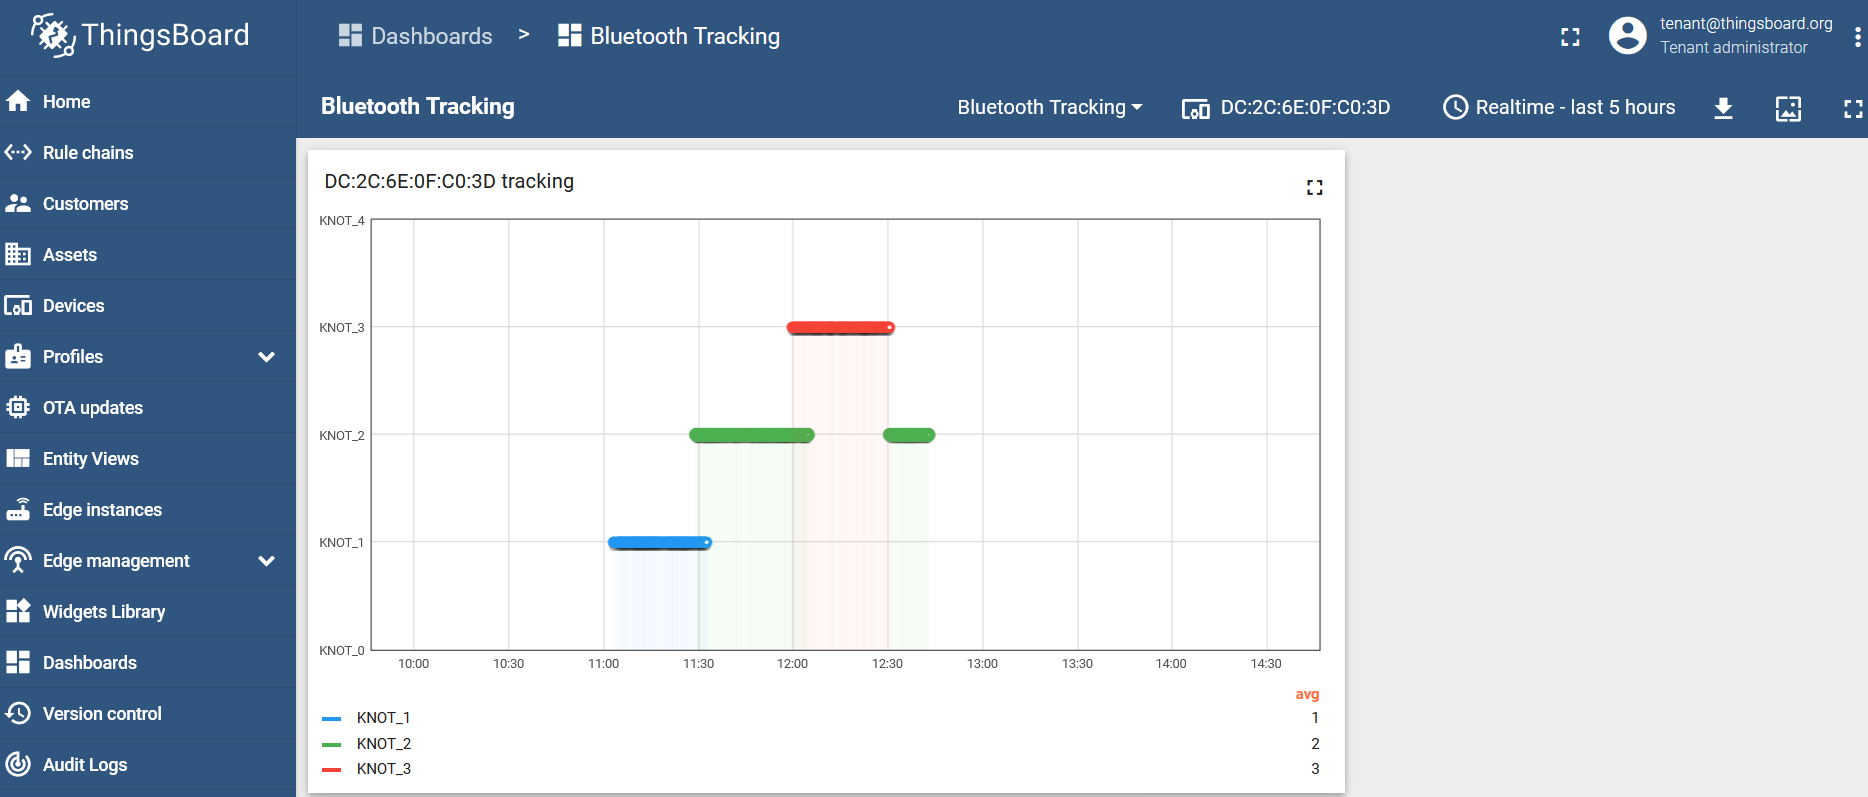 ThingsBoard
Dashboards > Bluetooth Tracking
tenant@thingsboard.org
Tenant administrator
Home
Rule chains
Customers
Assets
Devices
Profiles
OTA updates
Entity Views
Edge instances
Edge management
Widgets Library
Dashboards
Version control
Audit Logs
Bluetooth Tracking
Bluetooth Tracking
DC:2C:6E:0F:C0:3D
Realtime - last 5 hours
DC:2C:6E:0F:C0:3D tracking
KNOT_4
KNOT_3
KNOT_2
KNOT_1
KNOT_0
10:00 10:30 11:00 11:30 12:00 12:30 13:00 13:30 14:00 14:30
avg
KNOT_1 1
KNOT_2 2
KNOT_3 3